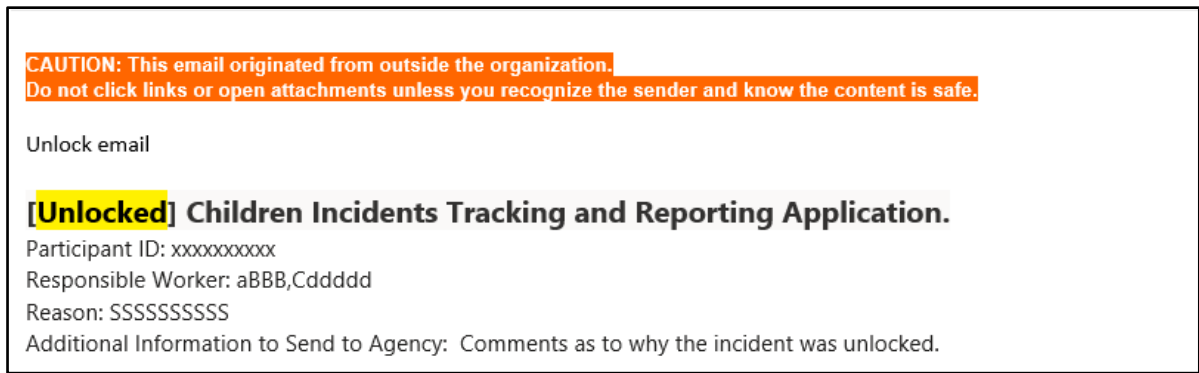 CAUTION: This email originated from outside the organization.
Do not click links or open attachments unless you recognize the sender and know the content is safe.
Unlock email
[Unlocked] Children Incidents Tracking and Reporting Application.
Participant ID: xxxxxxxxxx
Responsible Worker: aBBB,Cddddd
Reason: SSSSSSSSSS
Additional Information to Send to Agency:  Comments as to why the incident was unlocked.